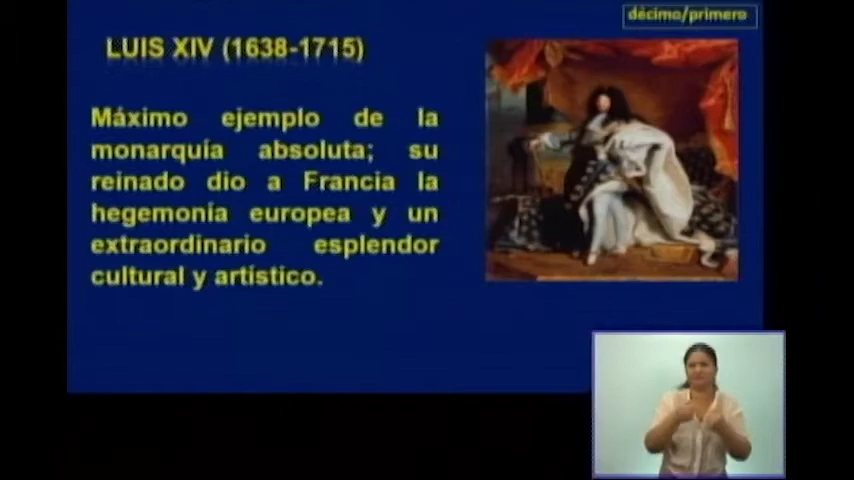 décimo/primero
LUIS XIV (1638-1715)
Máximo ejemplo de la
monarquía absoluta; su
reinado dio a Francia la
hegemonía europea y un
extraordinario esplendor
cultural y artístico.